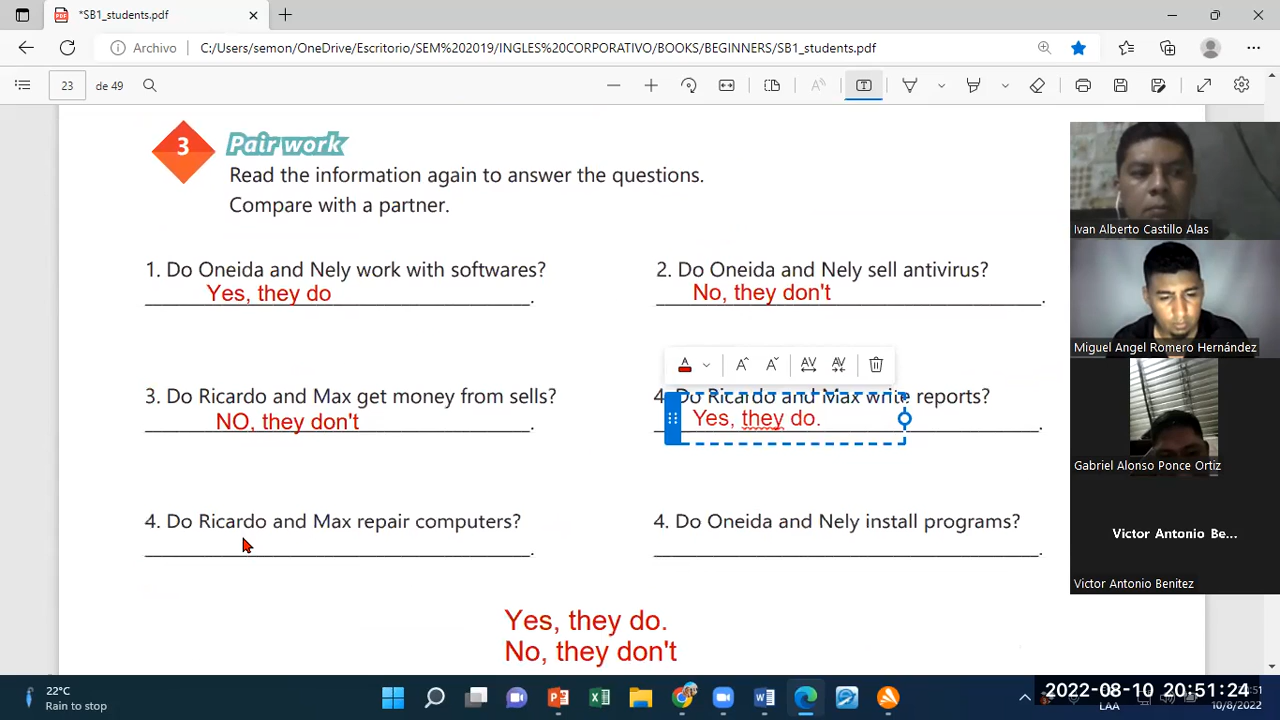 *SB1_students.pdf
Archivo C:/Users/semon/OneDrive/Escritorio/SEM%202019/INGLES%20CORPORATIVO/BOOKS/BEGINNERS/SB1_students.pdf
23 de 49
3 Pair work
Read the information again to answer the questions.
Compare with a partner.
1. Do Oneida and Nely work with softwares?
Yes, they do
2. Do Oneida and Nely sell antivirus?
No, they don't
3. Do Ricardo and Max get money from sells?
NO, they don't
4. Do Ricardo and Max write reports?
Yes, they do.
4. Do Ricardo and Max repair computers?
4. Do Oneida and Nely install programs?
Yes, they do.
No, they don't
Ivan Alberto Castillo Alas
Miguel Angel Romero Hernández
Gabriel Alonso Ponce Ortiz
Victor Antonio Be...
Victor Antonio Benitez
22°C
Rain to stop
LAA
2022-08-10 20:51:24
10/8/2022